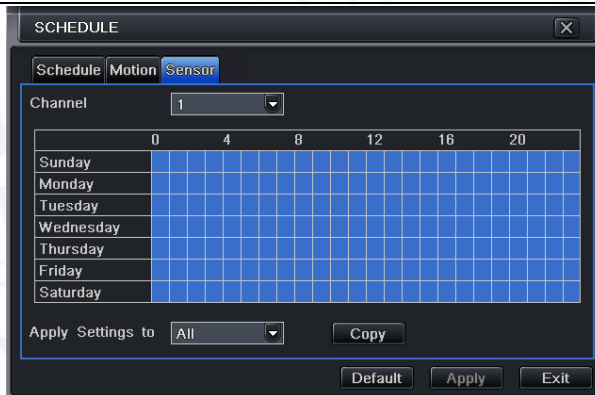 SCHEDULE
Schedule Motion Sensor
Channel 1
0 4 8 12 16 20
Sunday
Monday
Tuesday
Wednesday
Thursday
Friday
Saturday
Apply Settings to All Copy
Default Apply Exit